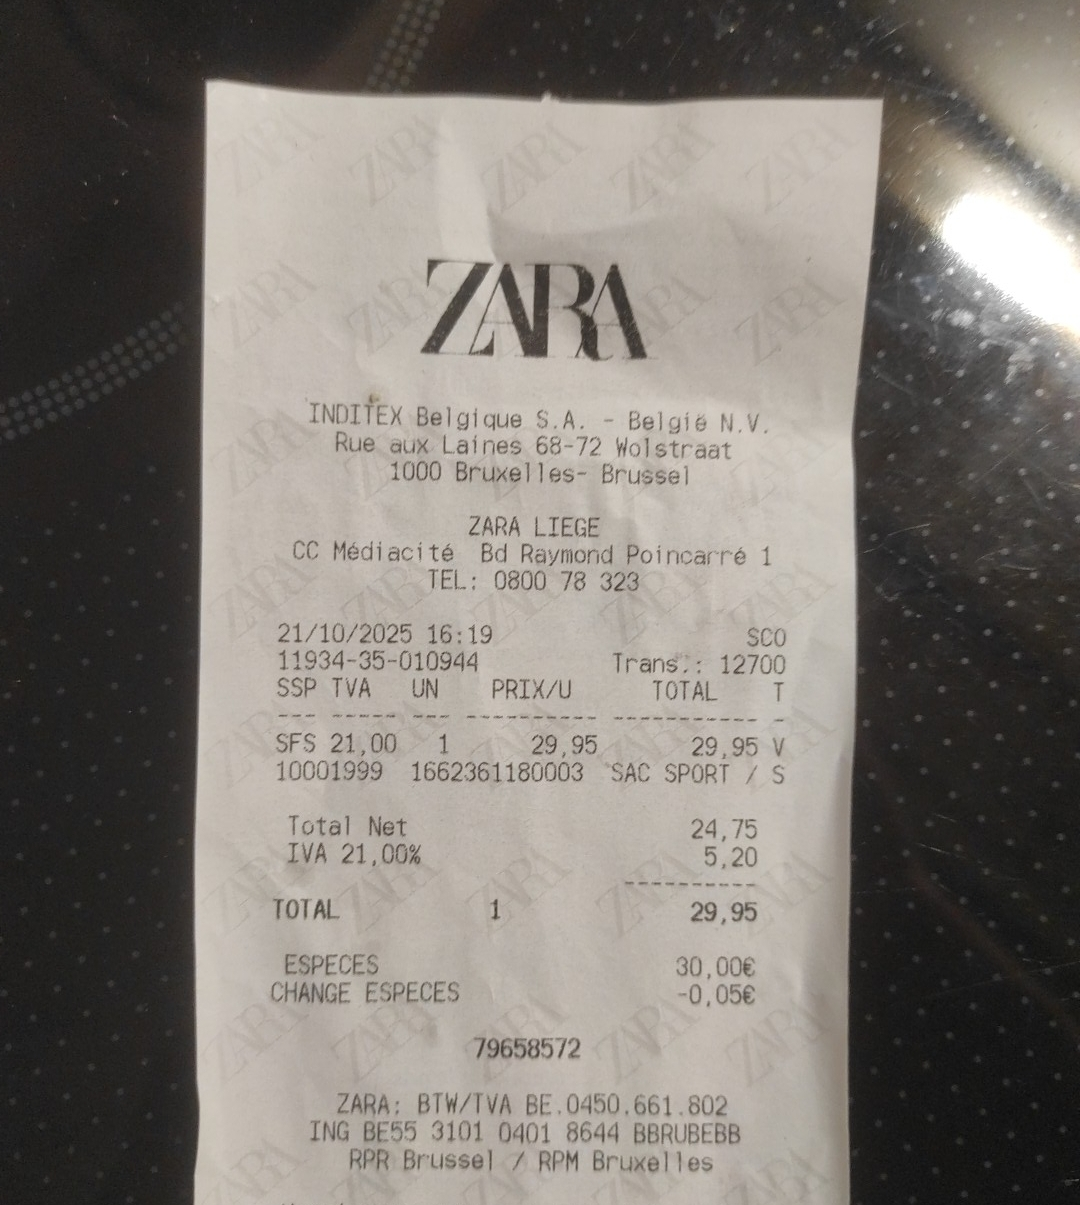 ZARA
INDITEX Belgique S.A. - België N.V.
Rue aux Laines 68-72 Wolstraat
1000 Bruxelles- Brussel
ZARA LIEGE
CC Médiacité Bd Raymond Poincarré 1
TEL: 0800 78 323
21/10/2025 16:19 SCO
11934-35-010944 Trans.: 12700
SSP TVA UN PRIX/U TOTAL T
--- ----- --- ---------- ----------- -
SFS 21,00 1 29,95 29,95 V
10001999 1662361180003 SAC SPORT / S
Total Net 24,75
IVA 21,00% 5,20
----------
TOTAL 1 29,95
ESPECES 30,00€
CHANGE ESPECES -0,05€
79658572
ZARA: BTW/TVA BE.0450.661.802
ING BE55 3101 0401 8644 BBRUBEBB
RPR Brussel / RPM Bruxelles